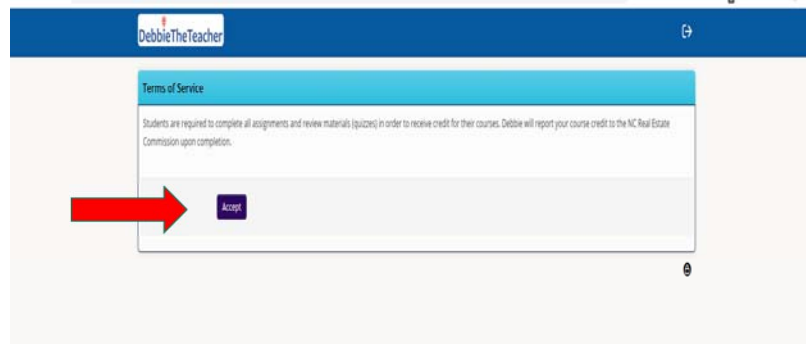 DebbieTheTeacher
Terms of Service
Students are required to complete all assignments and review materials (quizzes) in order to receive credit for their courses. Debbie will report your course credit to the NC Real Estate
Commission upon completion.
Accept